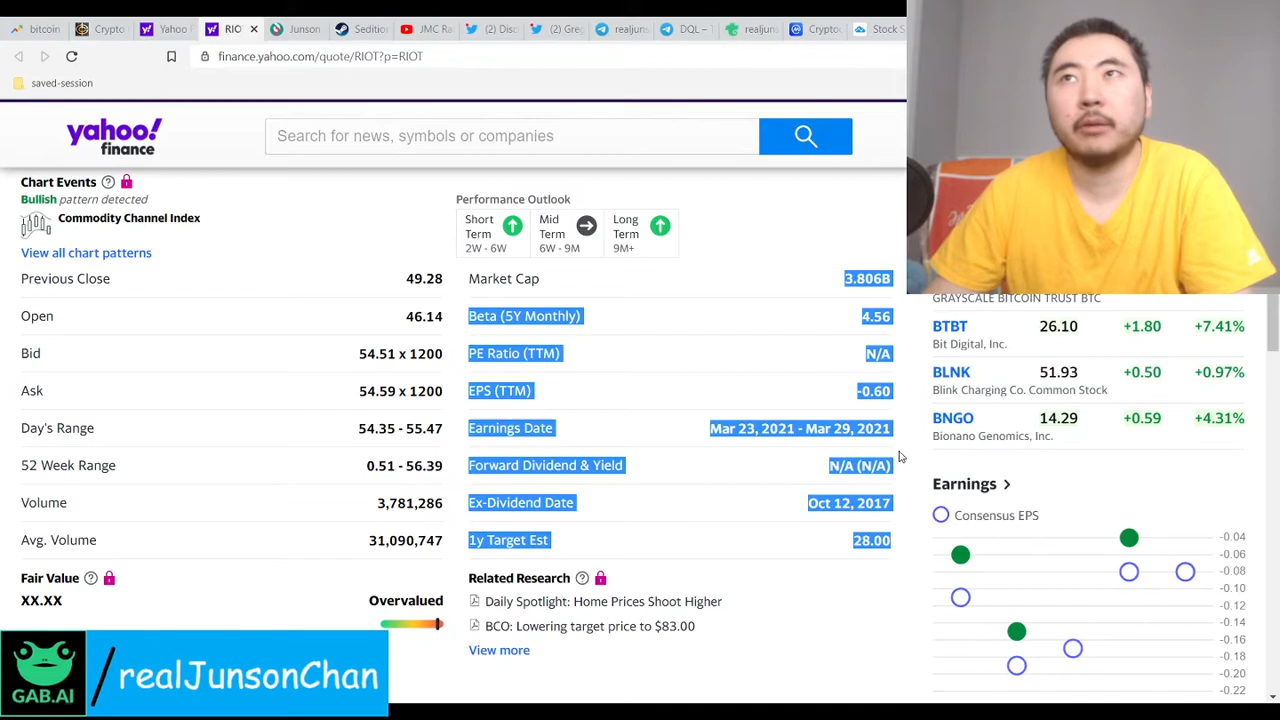 bitcoin
Crypto
Yahoo F
RIO
Junson
Sedition
JMC Ra
(2) Disc
(2) Greg
realjuns
DQL – T
realjuns
Crypto
Stock S
finance.yahoo.com/quote/RIOT?p=RIOT
saved-session
yahoo!
finance
Search for news, symbols or companies
Chart Events
Bullish pattern detected
Commodity Channel Index
View all chart patterns
Performance Outlook
Short
Term
2W - 6W
Mid
Term
6W - 9M
Long
Term
9M+
Previous Close 49.28
Open 46.14
Bid 54.51 x 1200
Ask 54.59 x 1200
Day's Range 54.35 - 55.47
52 Week Range 0.51 - 56.39
Volume 3,781,286
Avg. Volume 31,090,747
Market Cap 3.806B
Beta (5Y Monthly) 4.56
PE Ratio (TTM) N/A
EPS (TTM) -0.60
Earnings Date Mar 23, 2021 - Mar 29, 2021
Forward Dividend & Yield N/A (N/A)
Ex-Dividend Date Oct 12, 2017
1y Target Est 28.00
Fair Value
XX.XX Overvalued
Related Research
Daily Spotlight: Home Prices Shoot Higher
BCO: Lowering target price to $83.00
View more
GRAYSCALE BITCOIN TRUST BTC
BTBT 26.10 +1.80 +7.41%
Bit Digital, Inc.
BLNK 51.93 +0.50 +0.97%
Blink Charging Co. Common Stock
BNGO 14.29 +0.59 +4.31%
Bionano Genomics, Inc.
Earnings
Consensus EPS
-0.04
-0.06
-0.08
-0.10
-0.12
-0.14
-0.16
-0.18
-0.20
-0.22
GAB.AI
/realJunsonChan